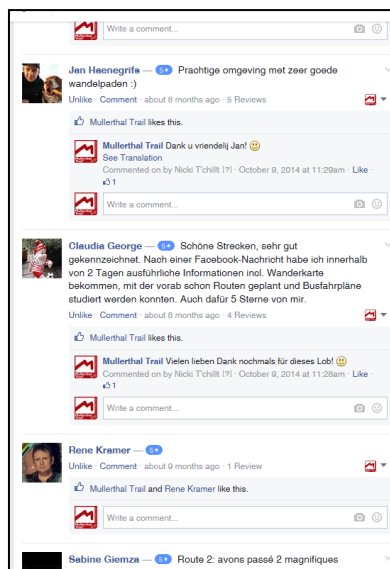 Write a comment...
Jan Haenegrifs — 5★ Prachtige omgeving met zeer goede
wandelpaden :)
Unlike · Comment · about 8 months ago · 5 Reviews
Mullerthal Trail likes this.
Mullerthal Trail Dank u vriendelij Jan!
See Translation
Commented on by Nicki T'chillt [?] · October 9, 2014 at 11:29am · Like ·
1
Write a comment...
Claudia George — 5★ Schöne Strecken, sehr gut
gekennzeichnet. Nach einer Facebook-Nachricht habe ich innerhalb
von 2 Tagen ausführliche Informationen incl. Wanderkarte
bekommen, mit der vorab schon Routen geplant und Busfahrpläne
studiert werden konnten. Auch dafür 5 Sterne von mir.
Unlike · Comment · about 8 months ago · 4 Reviews
Mullerthal Trail likes this.
Mullerthal Trail Vielen lieben Dank nochmals für dieses Lob!
Commented on by Nicki T'chillt [?] · October 9, 2014 at 11:28am · Like ·
1
Write a comment...
Rene Kramer — 5★
Unlike · Comment · about 9 months ago · 1 Review
Mullerthal Trail and Rene Kramer like this.
Write a comment...
Sabine Giemza — 5★ Route 2: avons passé 2 magnifiques